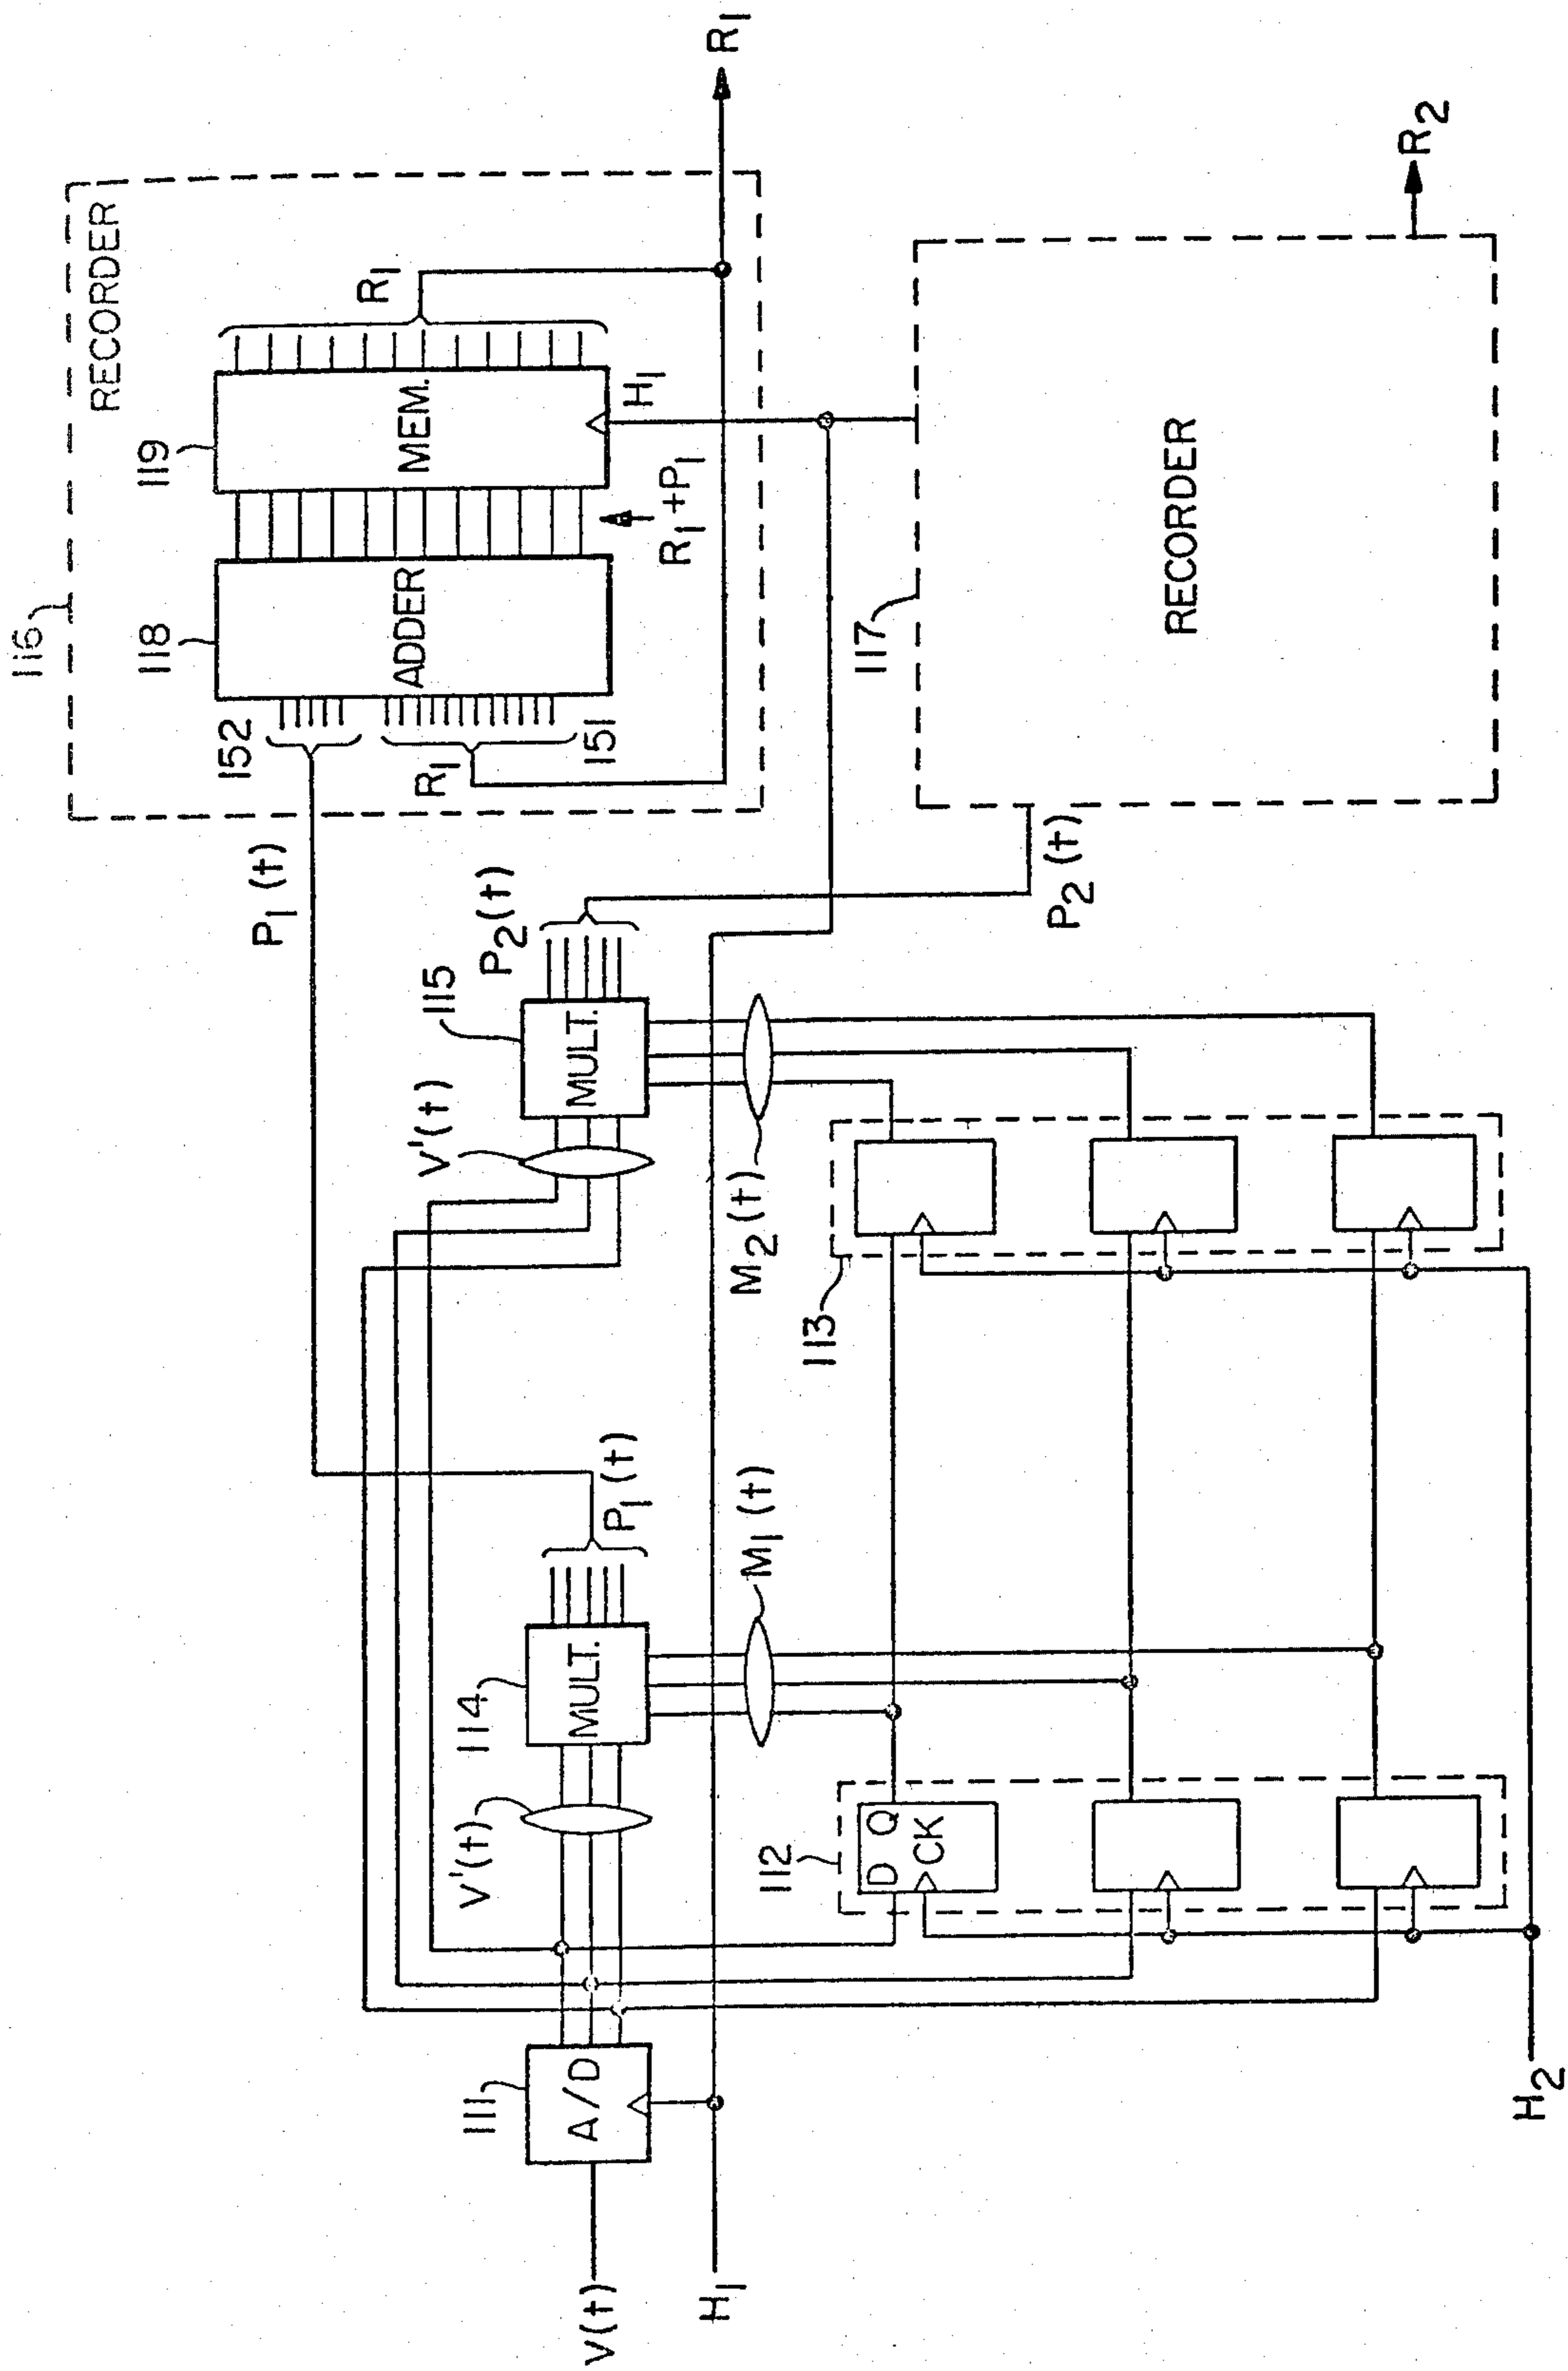 116
RECORDER
118
119
152
ADDER
MEM.
R1
R1
151
R1+P1
H1
R1
P1(t)
P2(t)
115
V'(t)
MULT.
M2(t)
P2(t)
117
RECORDER
R2
114
V'(t)
MULT.
P1(t)
M1(t)
111
A/D
V(t)
H1
112
D Q
CK
113
H2